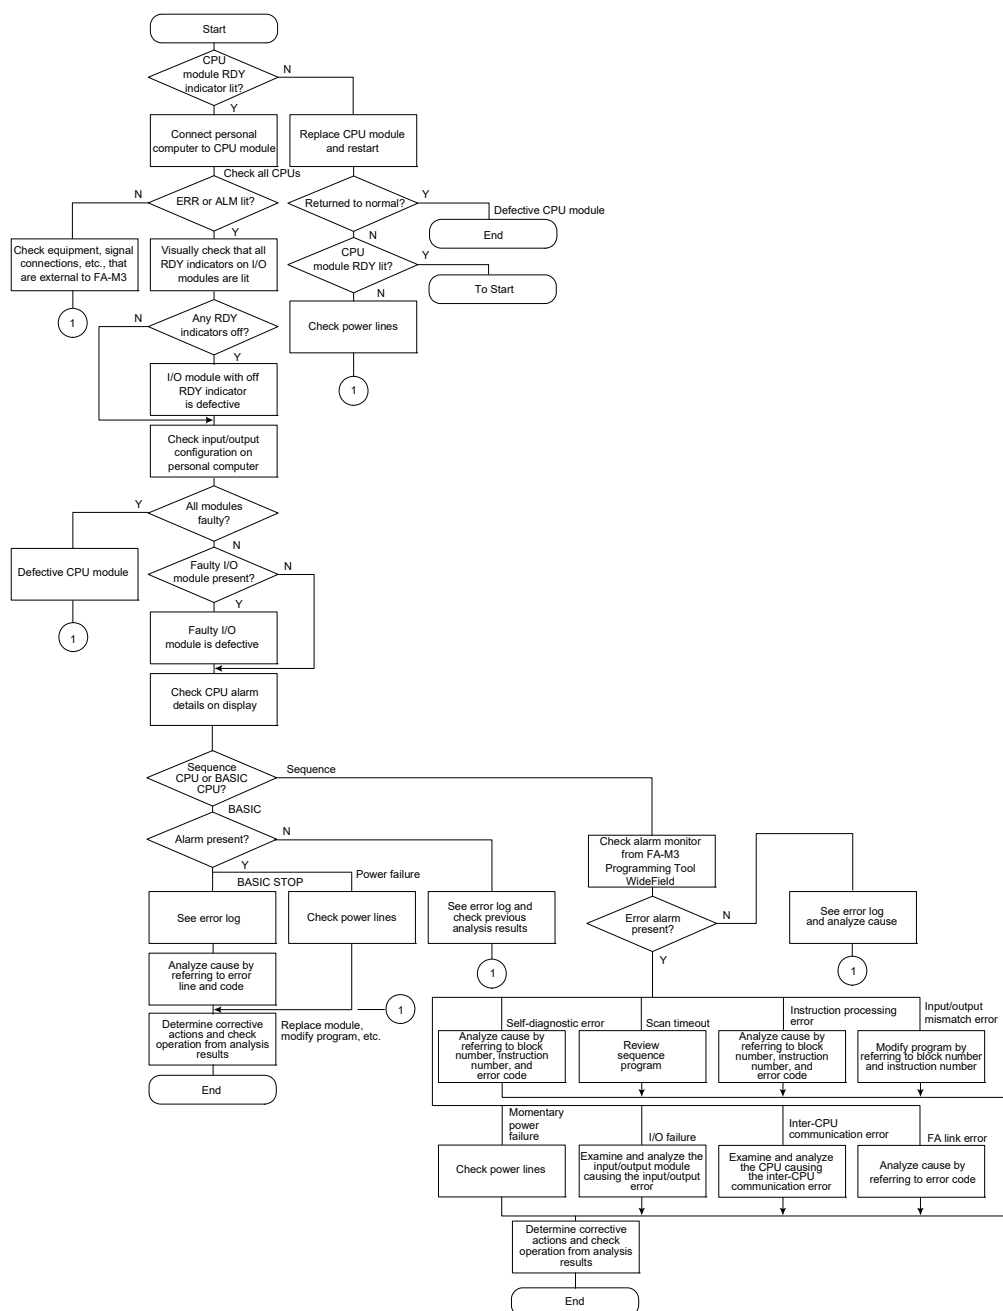 Start
CPU
module RDY
indicator lit?
N
Y
Connect personal
computer to CPU module
Replace CPU module
and restart
Check all CPUs
N
ERR or ALM lit?
Y
Returned to normal?
Y
Defective CPU module
N
End
Check equipment, signal
connections, etc., that
are external to FA-M3
Visually check that all
RDY indicators on I/O
modules are lit
CPU
module RDY lit?
Y
N
To Start
1
N
Any RDY
indicators off?
Y
Check power lines
1
I/O module with off
RDY indicator
is defective
Check input/output
configuration on
personal computer
Y
All modules
faulty?
N
Defective CPU module
Faulty I/O
module present?
N
Y
1
Faulty I/O
module is defective
Check CPU alarm
details on display
Sequence
CPU or BASIC
CPU?
Sequence
BASIC
Alarm present?
N
Y
BASIC STOP
Power failure
Check alarm monitor
from FA-M3
Programming Tool
WideField
See error log
Check power lines
See error log and
check previous
analysis results
Error alarm
present?
N
Y
See error log
and analyze cause
1
1
Analyze cause by
referring to error
line and code
1
Determine corrective
actions and check
operation from analysis
results
Replace module,
modify program, etc.
End
Self-diagnostic error
Scan timeout
Instruction processing
error
Input/output
mismatch error
Analyze cause by
referring to block
number, instruction
number, and
error code
Review
sequence
program
Analyze cause by
referring to block
number, instruction
number, and
error code
Modify program by
referring to block number
and instruction number
Momentary
power
failure
I/O failure
Inter-CPU
communication error
FA link error
Check power lines
Examine and analyze the
input/output module
causing the input/output
error
Examine and analyze
the CPU causing
the inter-CPU
communication error
Analyze cause by
referring to error code
Determine corrective
actions and check
operation from analysis
results
End